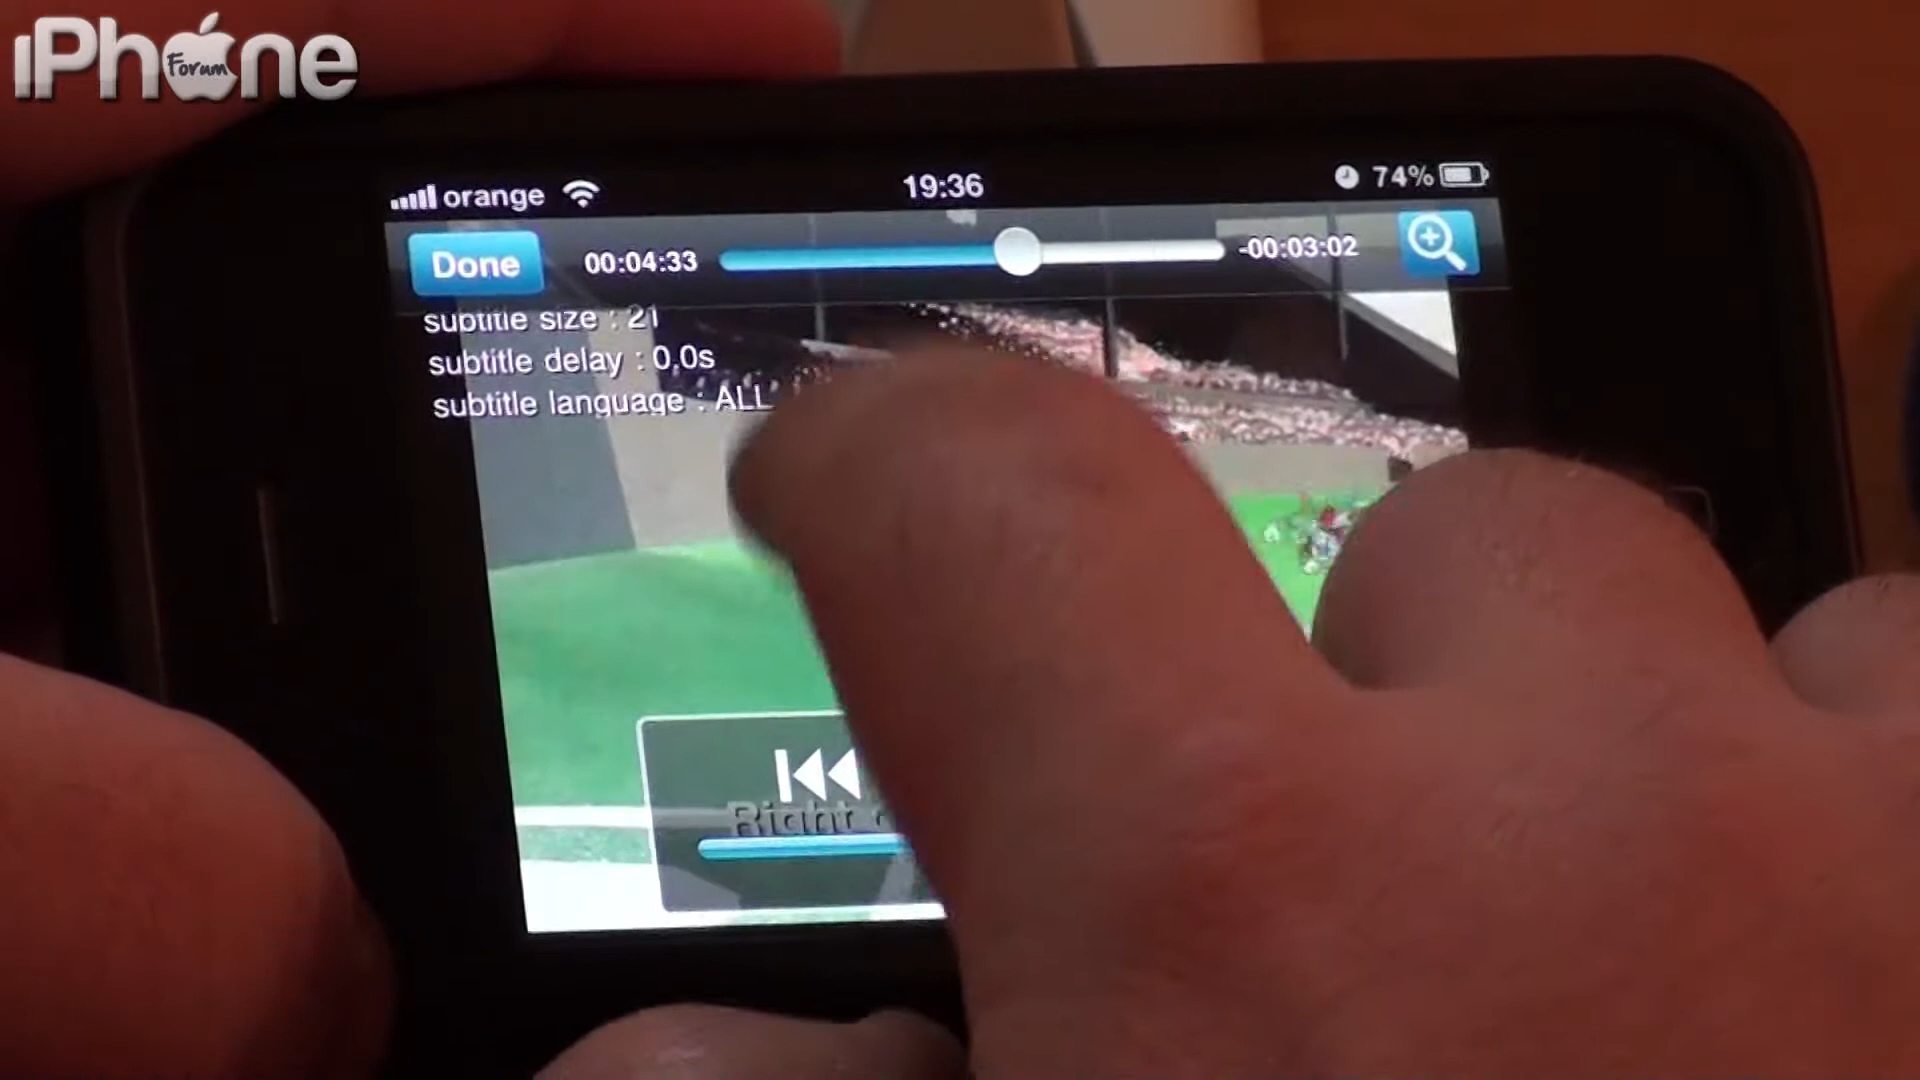 iPhone
Forum
orange
19:36
74%
Done
00:04:33
-00:03:02
subtitle size : 21
subtitle delay : 0,0s
subtitle language : ALL
Right